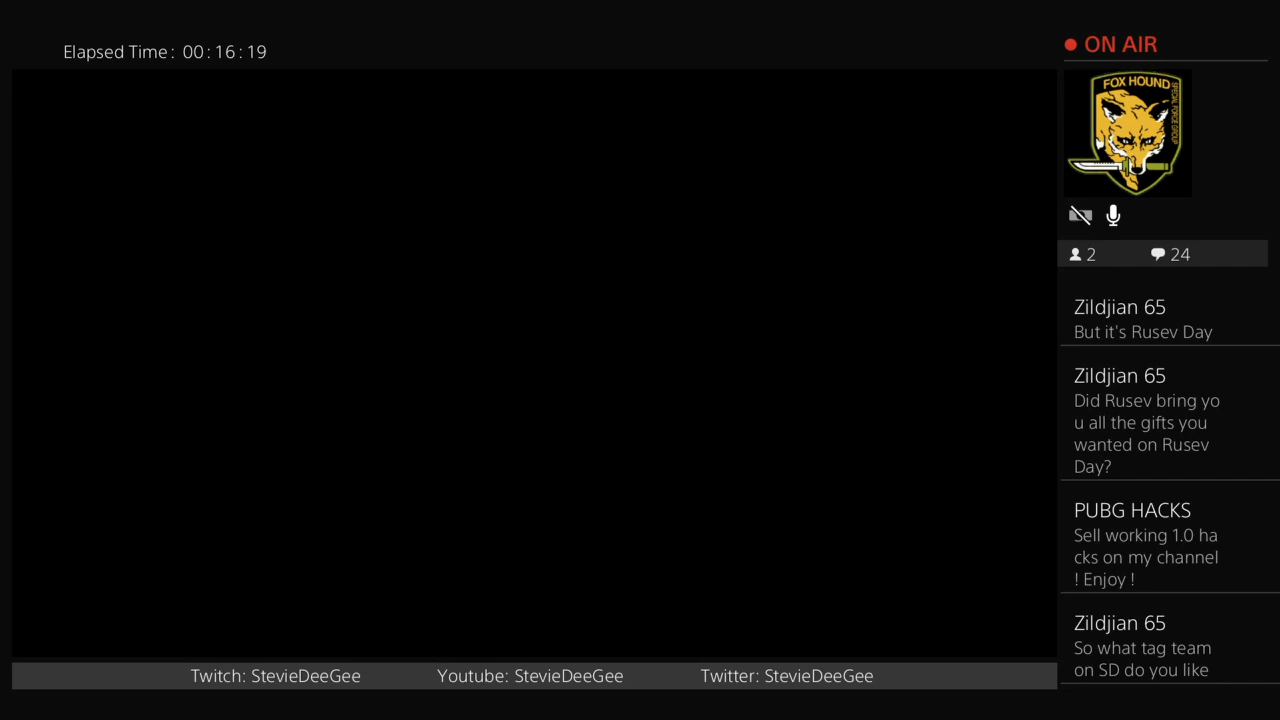 Elapsed Time: 00:16:19
ON AIR
FOX HOUND
SPECIAL FORCE GROUP
2
24
Zildjian 65
But it's Rusev Day
Zildjian 65
Did Rusev bring yo
u all the gifts you
wanted on Rusev
Day?
PUBG HACKS
Sell working 1.0 ha
cks on my channel
! Enjoy !
Zildjian 65
So what tag team
on SD do you like
Twitch: StevieDeeGee
Youtube: StevieDeeGee
Twitter: StevieDeeGee